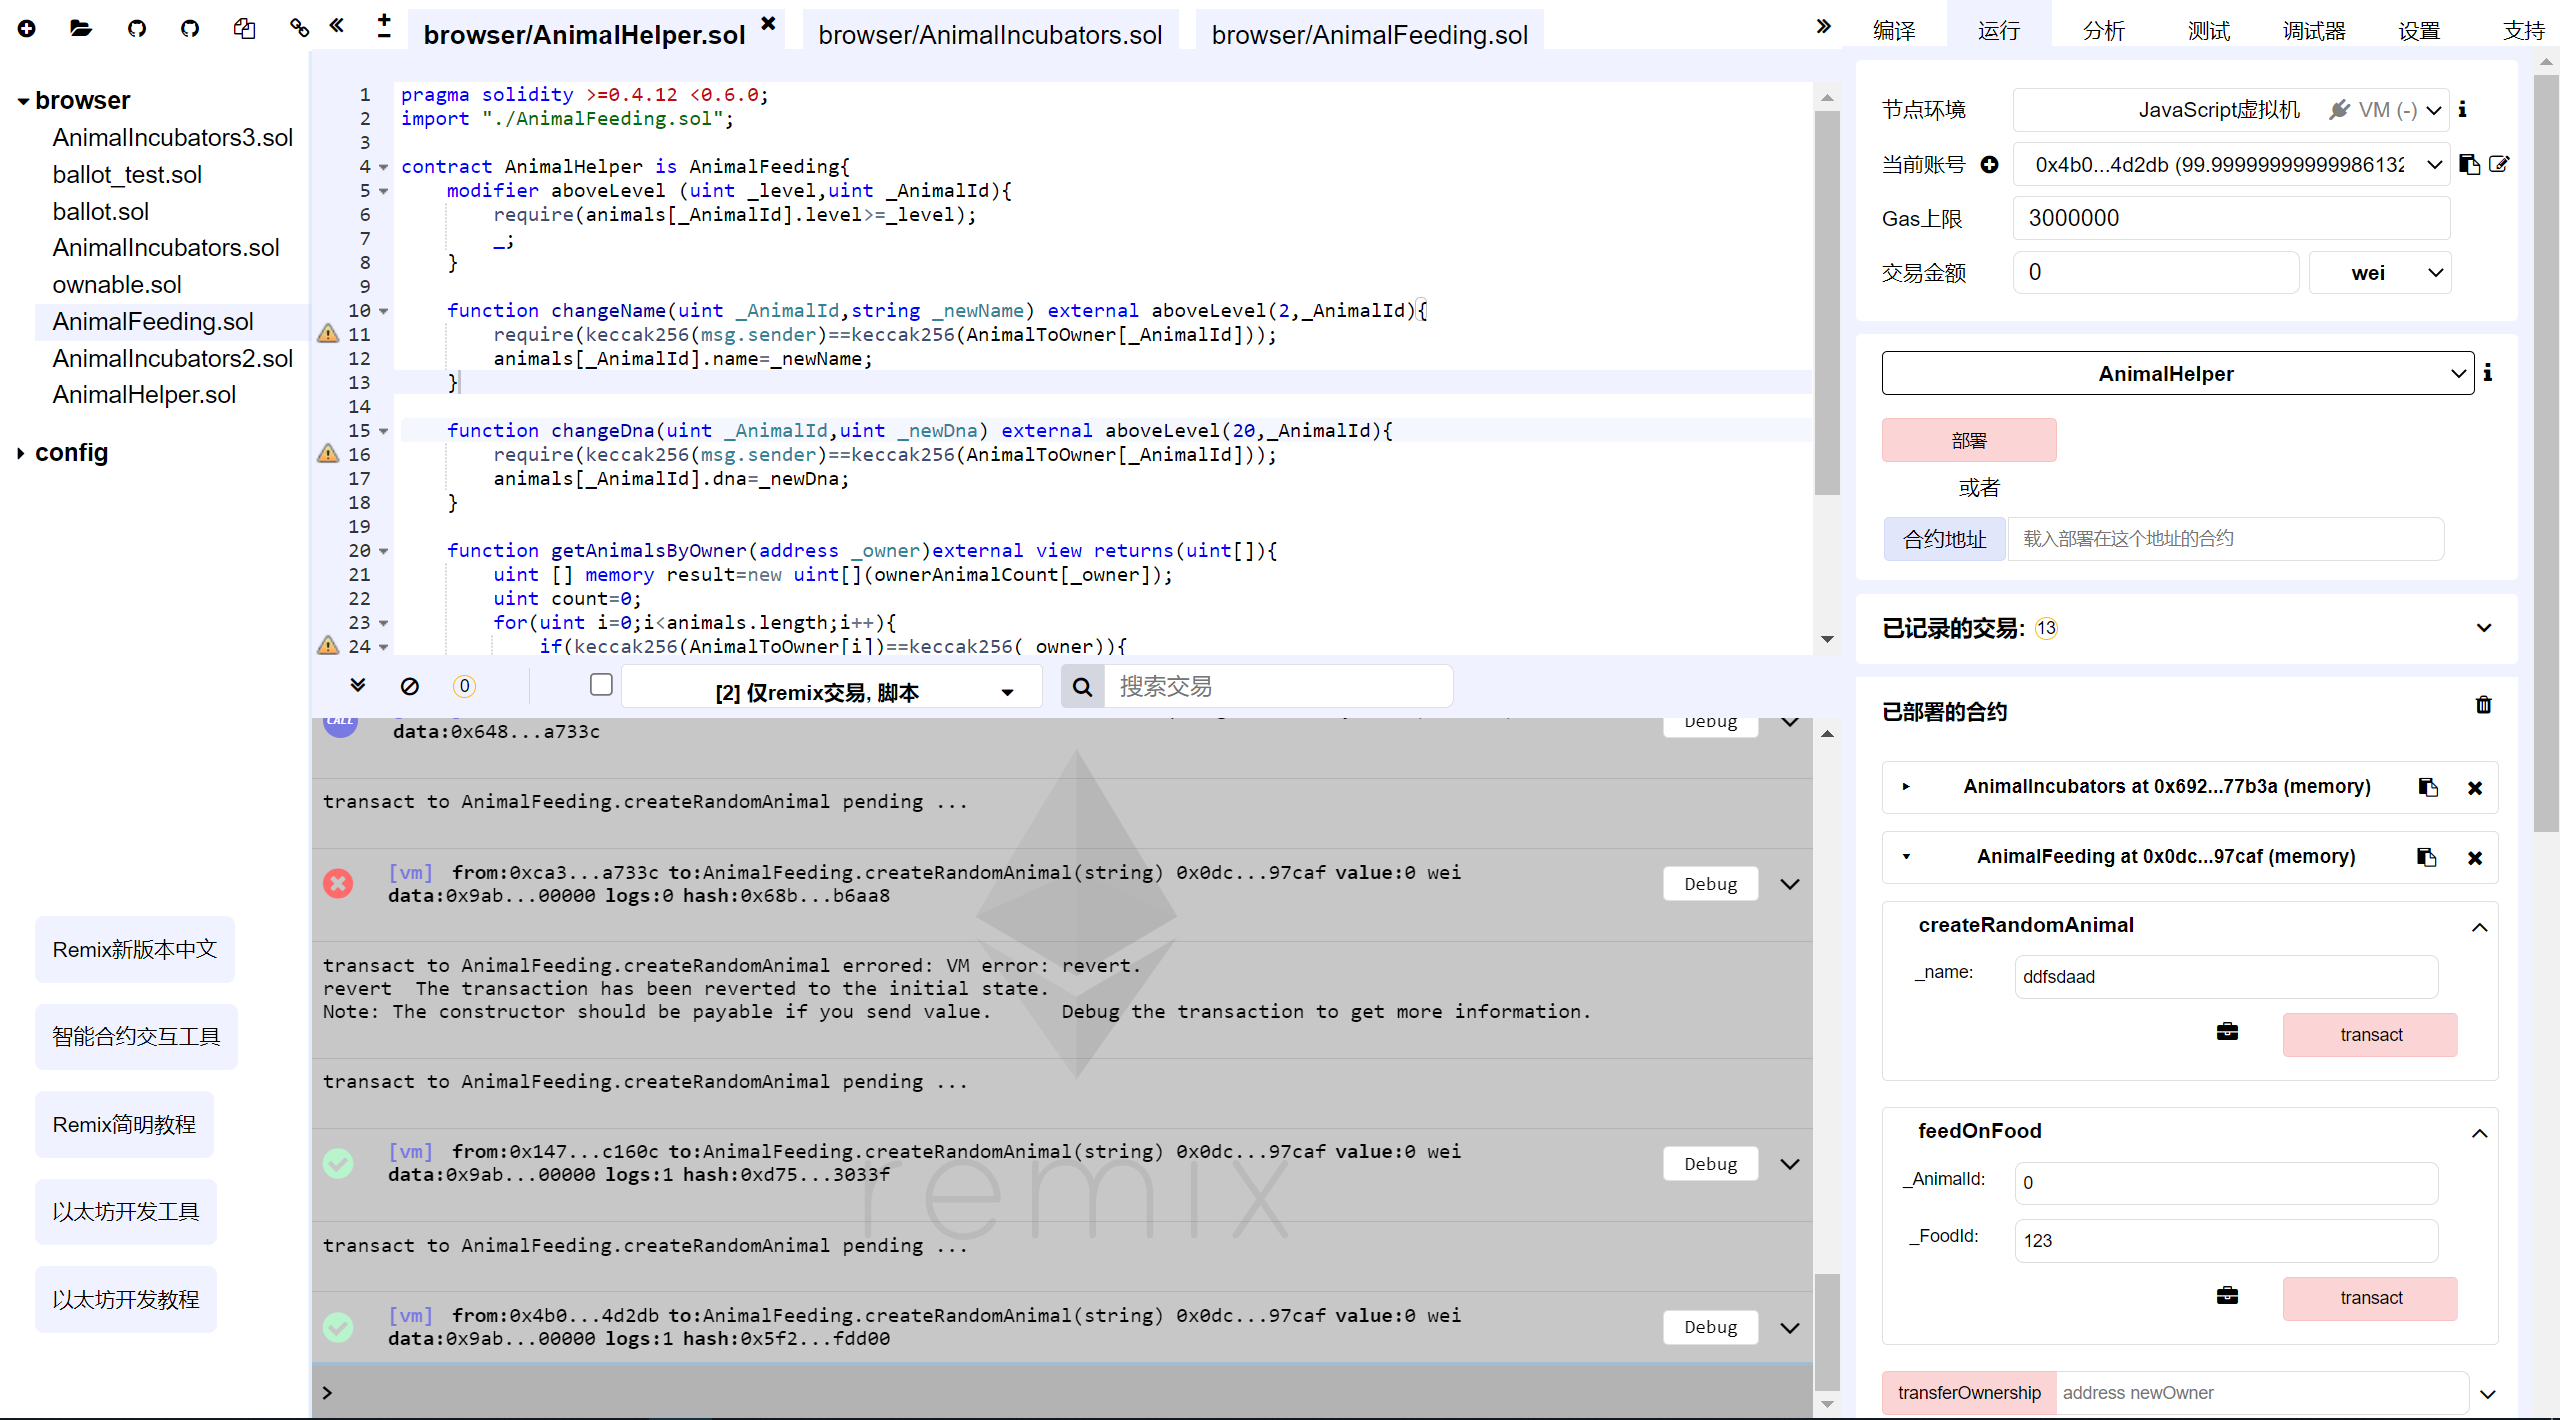 browser/AnimalHelper.sol
browser/AnimalIncubators.sol
browser/AnimalFeeding.sol
编译
运行
分析
测试
调试器
设置
支持
browser
AnimalIncubators3.sol
ballot_test.sol
ballot.sol
AnimalIncubators.sol
ownable.sol
AnimalFeeding.sol
AnimalIncubators2.sol
AnimalHelper.sol
config
Remix新版本中文
智能合约交互工具
Remix简明教程
以太坊开发工具
以太坊开发教程
1 pragma solidity >=0.4.12 <0.6.0;
2 import "./AnimalFeeding.sol";
3
4 contract AnimalHelper is AnimalFeeding{
5 modifier aboveLevel (uint _level,uint _AnimalId){
6 require(animals[_AnimalId].level>=_level);
7 _;
8 }
9
10 function changeName(uint _AnimalId,string _newName) external aboveLevel(2,_AnimalId){
11 require(keccak256(msg.sender)==keccak256(AnimalToOwner[_AnimalId]));
12 animals[_AnimalId].name=_newName;
13 }
14
15 function changeDna(uint _AnimalId,uint _newDna) external aboveLevel(20,_AnimalId){
16 require(keccak256(msg.sender)==keccak256(AnimalToOwner[_AnimalId]));
17 animals[_AnimalId].dna=_newDna;
18 }
19
20 function getAnimalsByOwner(address _owner)external view returns(uint[]){
21 uint [] memory result=new uint[](ownerAnimalCount[_owner]);
22 uint count=0;
23 for(uint i=0;i<animals.length;i++){
24 if(keccak256(AnimalToOwner[i])==keccak256(_owner)){
0
[2] 仅remix交易, 脚本
搜索交易
CALL
data:0x648...a733c
Debug
transact to AnimalFeeding.createRandomAnimal pending ...
[vm] from:0xca3...a733c to:AnimalFeeding.createRandomAnimal(string) 0x0dc...97caf value:0 wei
data:0x9ab...00000 logs:0 hash:0x68b...b6aa8
Debug
transact to AnimalFeeding.createRandomAnimal errored: VM error: revert.
revert The transaction has been reverted to the initial state.
Note: The constructor should be payable if you send value. Debug the transaction to get more information.
transact to AnimalFeeding.createRandomAnimal pending ...
[vm] from:0x147...c160c to:AnimalFeeding.createRandomAnimal(string) 0x0dc...97caf value:0 wei
data:0x9ab...00000 logs:1 hash:0xd75...3033f
Debug
remix
transact to AnimalFeeding.createRandomAnimal pending ...
[vm] from:0x4b0...4d2db to:AnimalFeeding.createRandomAnimal(string) 0x0dc...97caf value:0 wei
data:0x9ab...00000 logs:1 hash:0x5f2...fdd00
Debug
>
节点环境
JavaScript虚拟机 VM (-)
当前账号
0x4b0...4d2db (99.99999999999986132
Gas上限
3000000
交易金额
0
wei
AnimalHelper
部署
或者
合约地址
载入部署在这个地址的合约
已记录的交易: 13
已部署的合约
AnimalIncubators at 0x692...77b3a (memory)
AnimalFeeding at 0x0dc...97caf (memory)
createRandomAnimal
_name: ddfsdaad
transact
feedOnFood
_AnimalId: 0
_FoodId: 123
transact
transferOwnership address newOwner